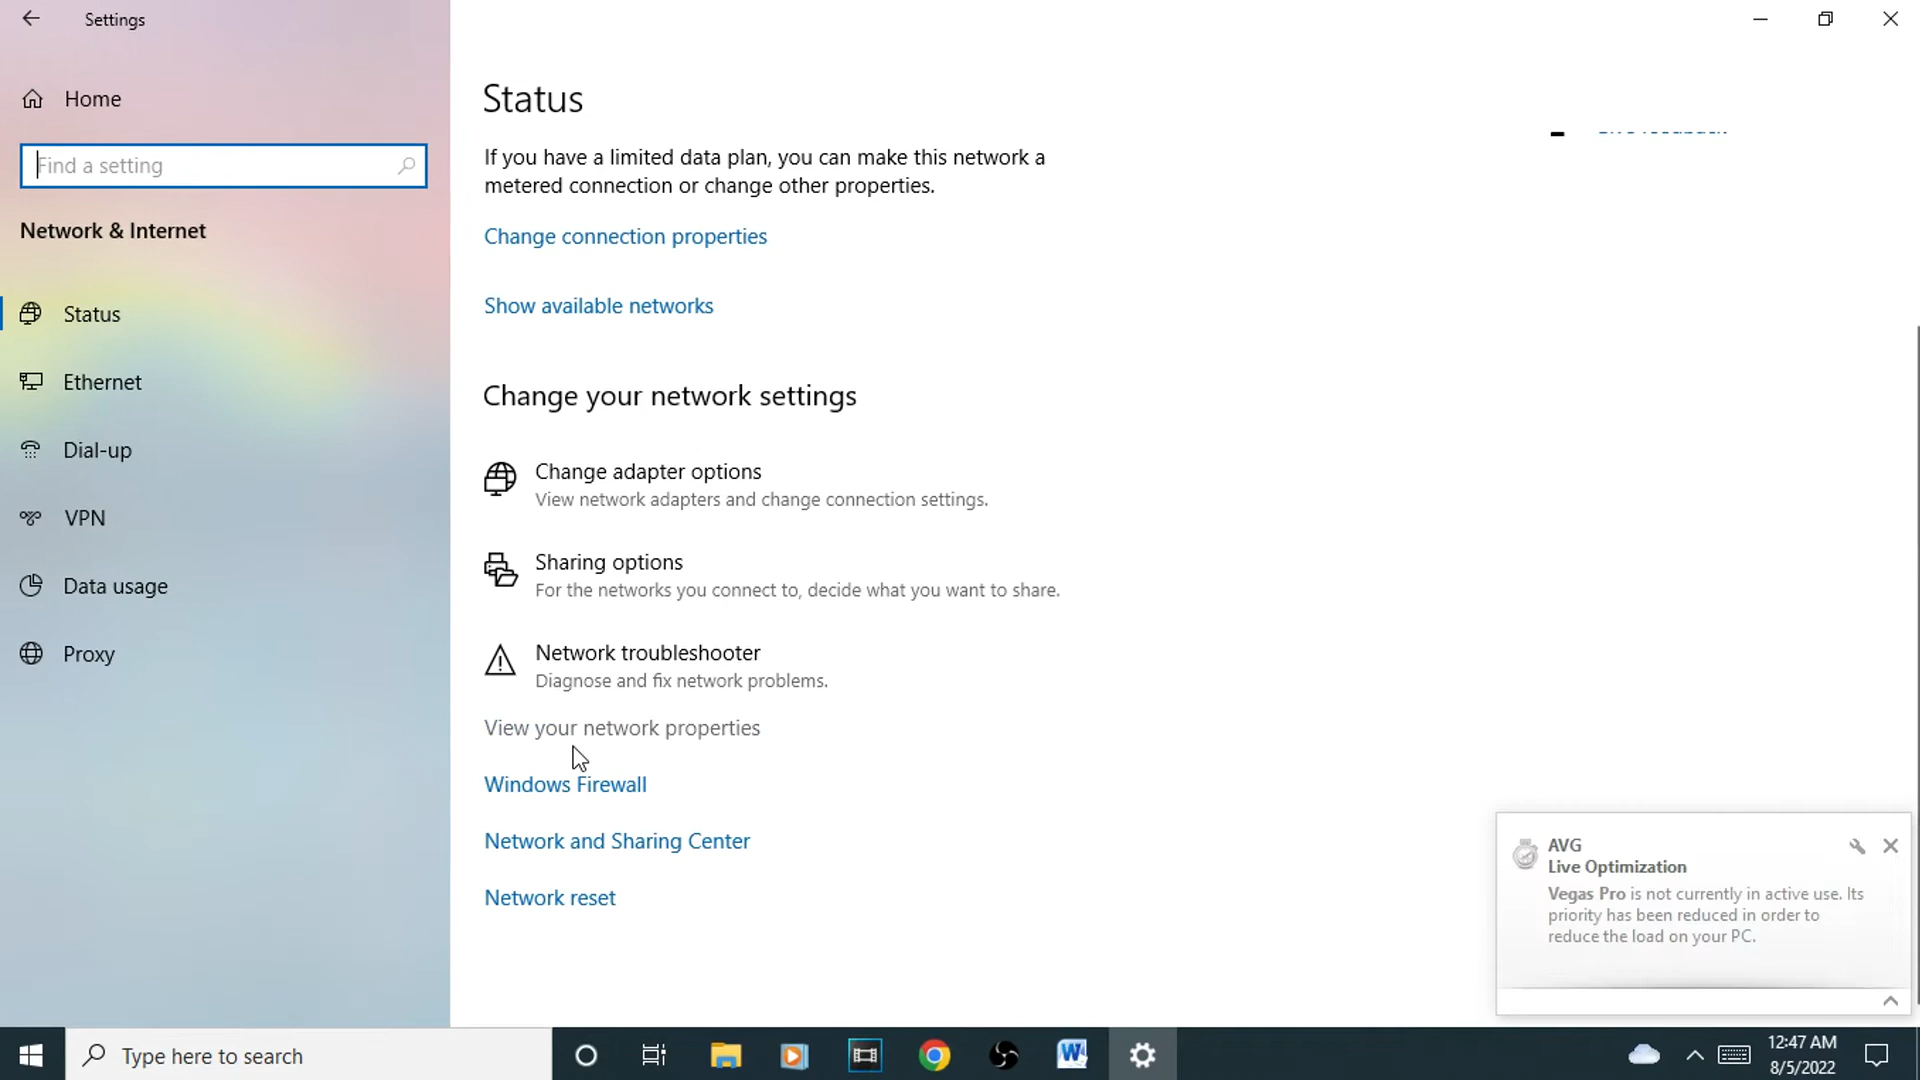 Settings
Home
Find a setting
Network & Internet
Status
Ethernet
Dial-up
VPN
Data usage
Proxy
Status
If you have a limited data plan, you can make this network a
metered connection or change other properties.
Change connection properties
Show available networks
Change your network settings
Change adapter options
View network adapters and change connection settings.
Sharing options
For the networks you connect to, decide what you want to share.
Network troubleshooter
Diagnose and fix network problems.
View your network properties
Windows Firewall
Network and Sharing Center
Network reset
AVG
Live Optimization
Vegas Pro is not currently in active use. Its
priority has been reduced in order to
reduce the load on your PC.
Type here to search
12:47 AM
8/5/2022